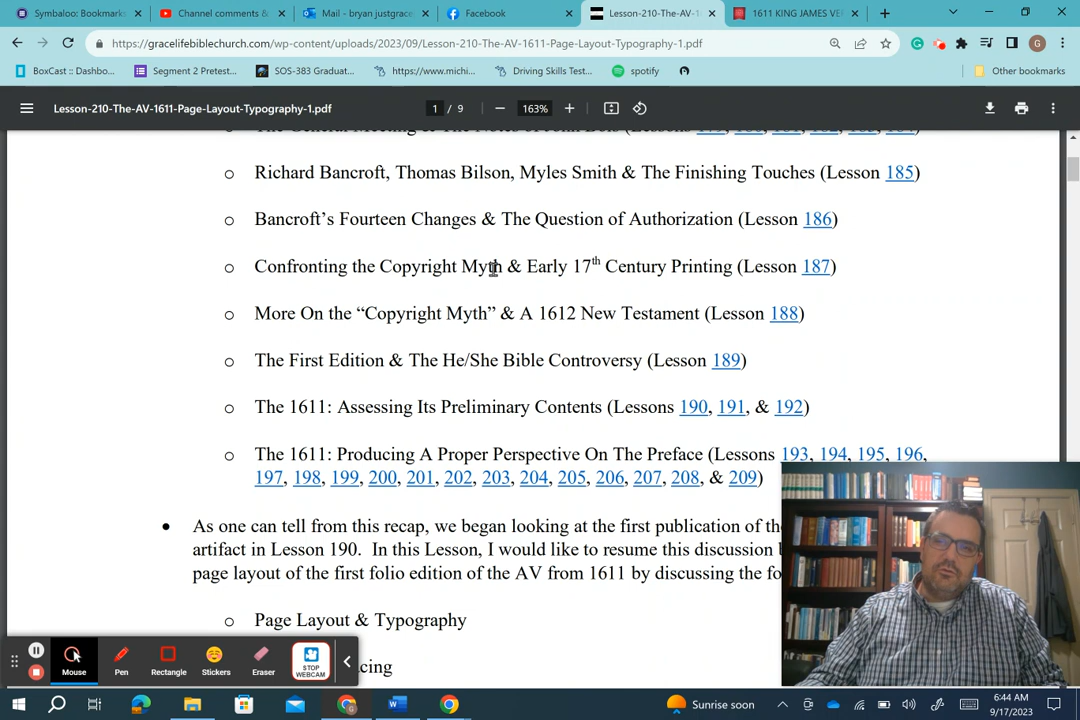 Symbaloo: Bookmarks
Channel comments &
Mail - bryan justgrace
Facebook
Lesson-210-The-AV-1
1611 KING JAMES VE
https://gracelifebiblechurch.com/wp-content/uploads/2023/09/Lesson-210-The-AV-1611-Page-Layout-Typography-1.pdf
G
BoxCast :: Dashbo...
Segment 2 Pretest...
SOS-383 Graduat...
https://www.michi...
Driving Skills Test...
spotify
Other bookmarks
Lesson-210-The-AV-1611-Page-Layout-Typography-1.pdf
1 / 9
163%
o Richard Bancroft, Thomas Bilson, Myles Smith & The Finishing Touches (Lesson 185)
o Bancroft’s Fourteen Changes & The Question of Authorization (Lesson 186)
o Confronting the Copyright Myth & Early 17th Century Printing (Lesson 187)
o More On the “Copyright Myth” & A 1612 New Testament (Lesson 188)
o The First Edition & The He/She Bible Controversy (Lesson 189)
o The 1611: Assessing Its Preliminary Contents (Lessons 190, 191, & 192)
o The 1611: Producing A Proper Perspective On The Preface (Lessons 193, 194, 195, 196,
197, 198, 199, 200, 201, 202, 203, 204, 205, 206, 207, 208, & 209)
• As one can tell from this recap, we began looking at the first publication of the
artifact in Lesson 190. In this Lesson, I would like to resume this discussion
page layout of the first folio edition of the AV from 1611 by discussing the
o Page Layout & Typography
Mouse
Pen
Rectangle
Stickers
Eraser
STOP
WEBCAM
Sunrise soon
6:44 AM
9/17/2023